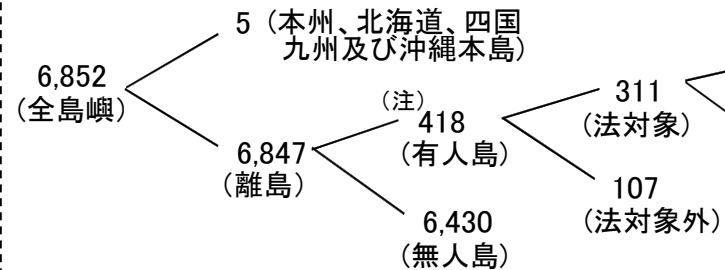 5（本州、北海道、四国
九州及び沖縄本島）
6,852
（全島嶼）
6,847
（離島）
（注）
418
（有人島）
6,430
（無人島）
311
（法対象）
107
（法対象外）